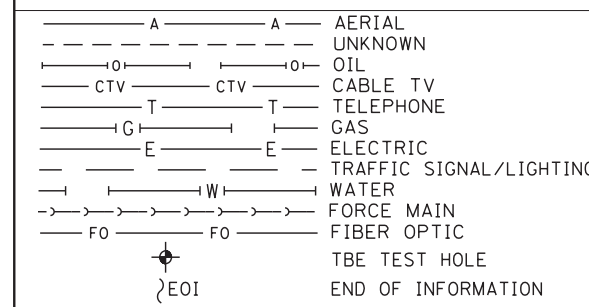 A A AERIAL
UNKNOWN
O O OIL
CTV CTV CABLE TV
T T TELEPHONE
G GAS
E E ELECTRIC
TRAFFIC SIGNAL/LIGHTING
W WATER
FORCE MAIN
FO FO FIBER OPTIC
TBE TEST HOLE
EOI END OF INFORMATION